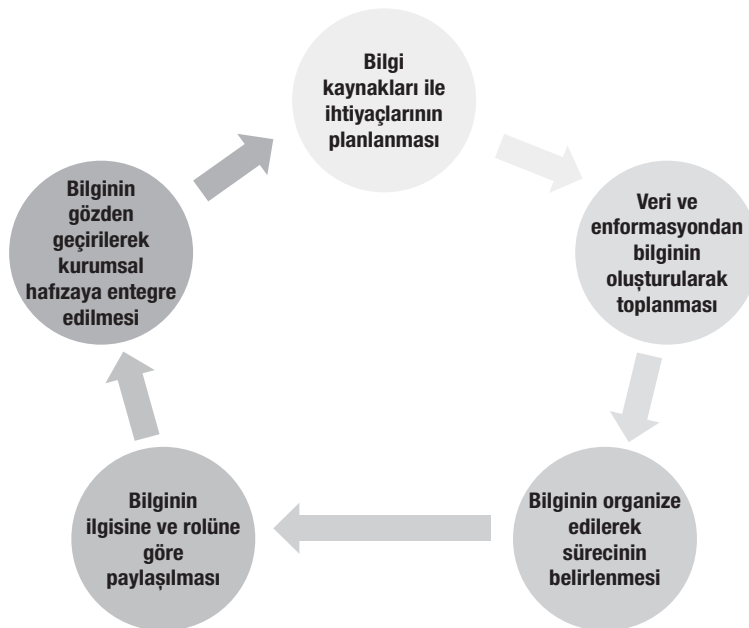 Bilgi
kaynakları ile
ihtiyaçlarının
planlanması
Veri ve
enformasyondan
bilginin
oluşturularak
toplanması
Bilginin organize
edilerek
sürecinin
belirlenmesi
Bilginin
ilgisine ve rolüne
göre
paylaşılması
Bilginin
gözden
geçirilerek
kurumsal
hafızaya entegre
edilmesi